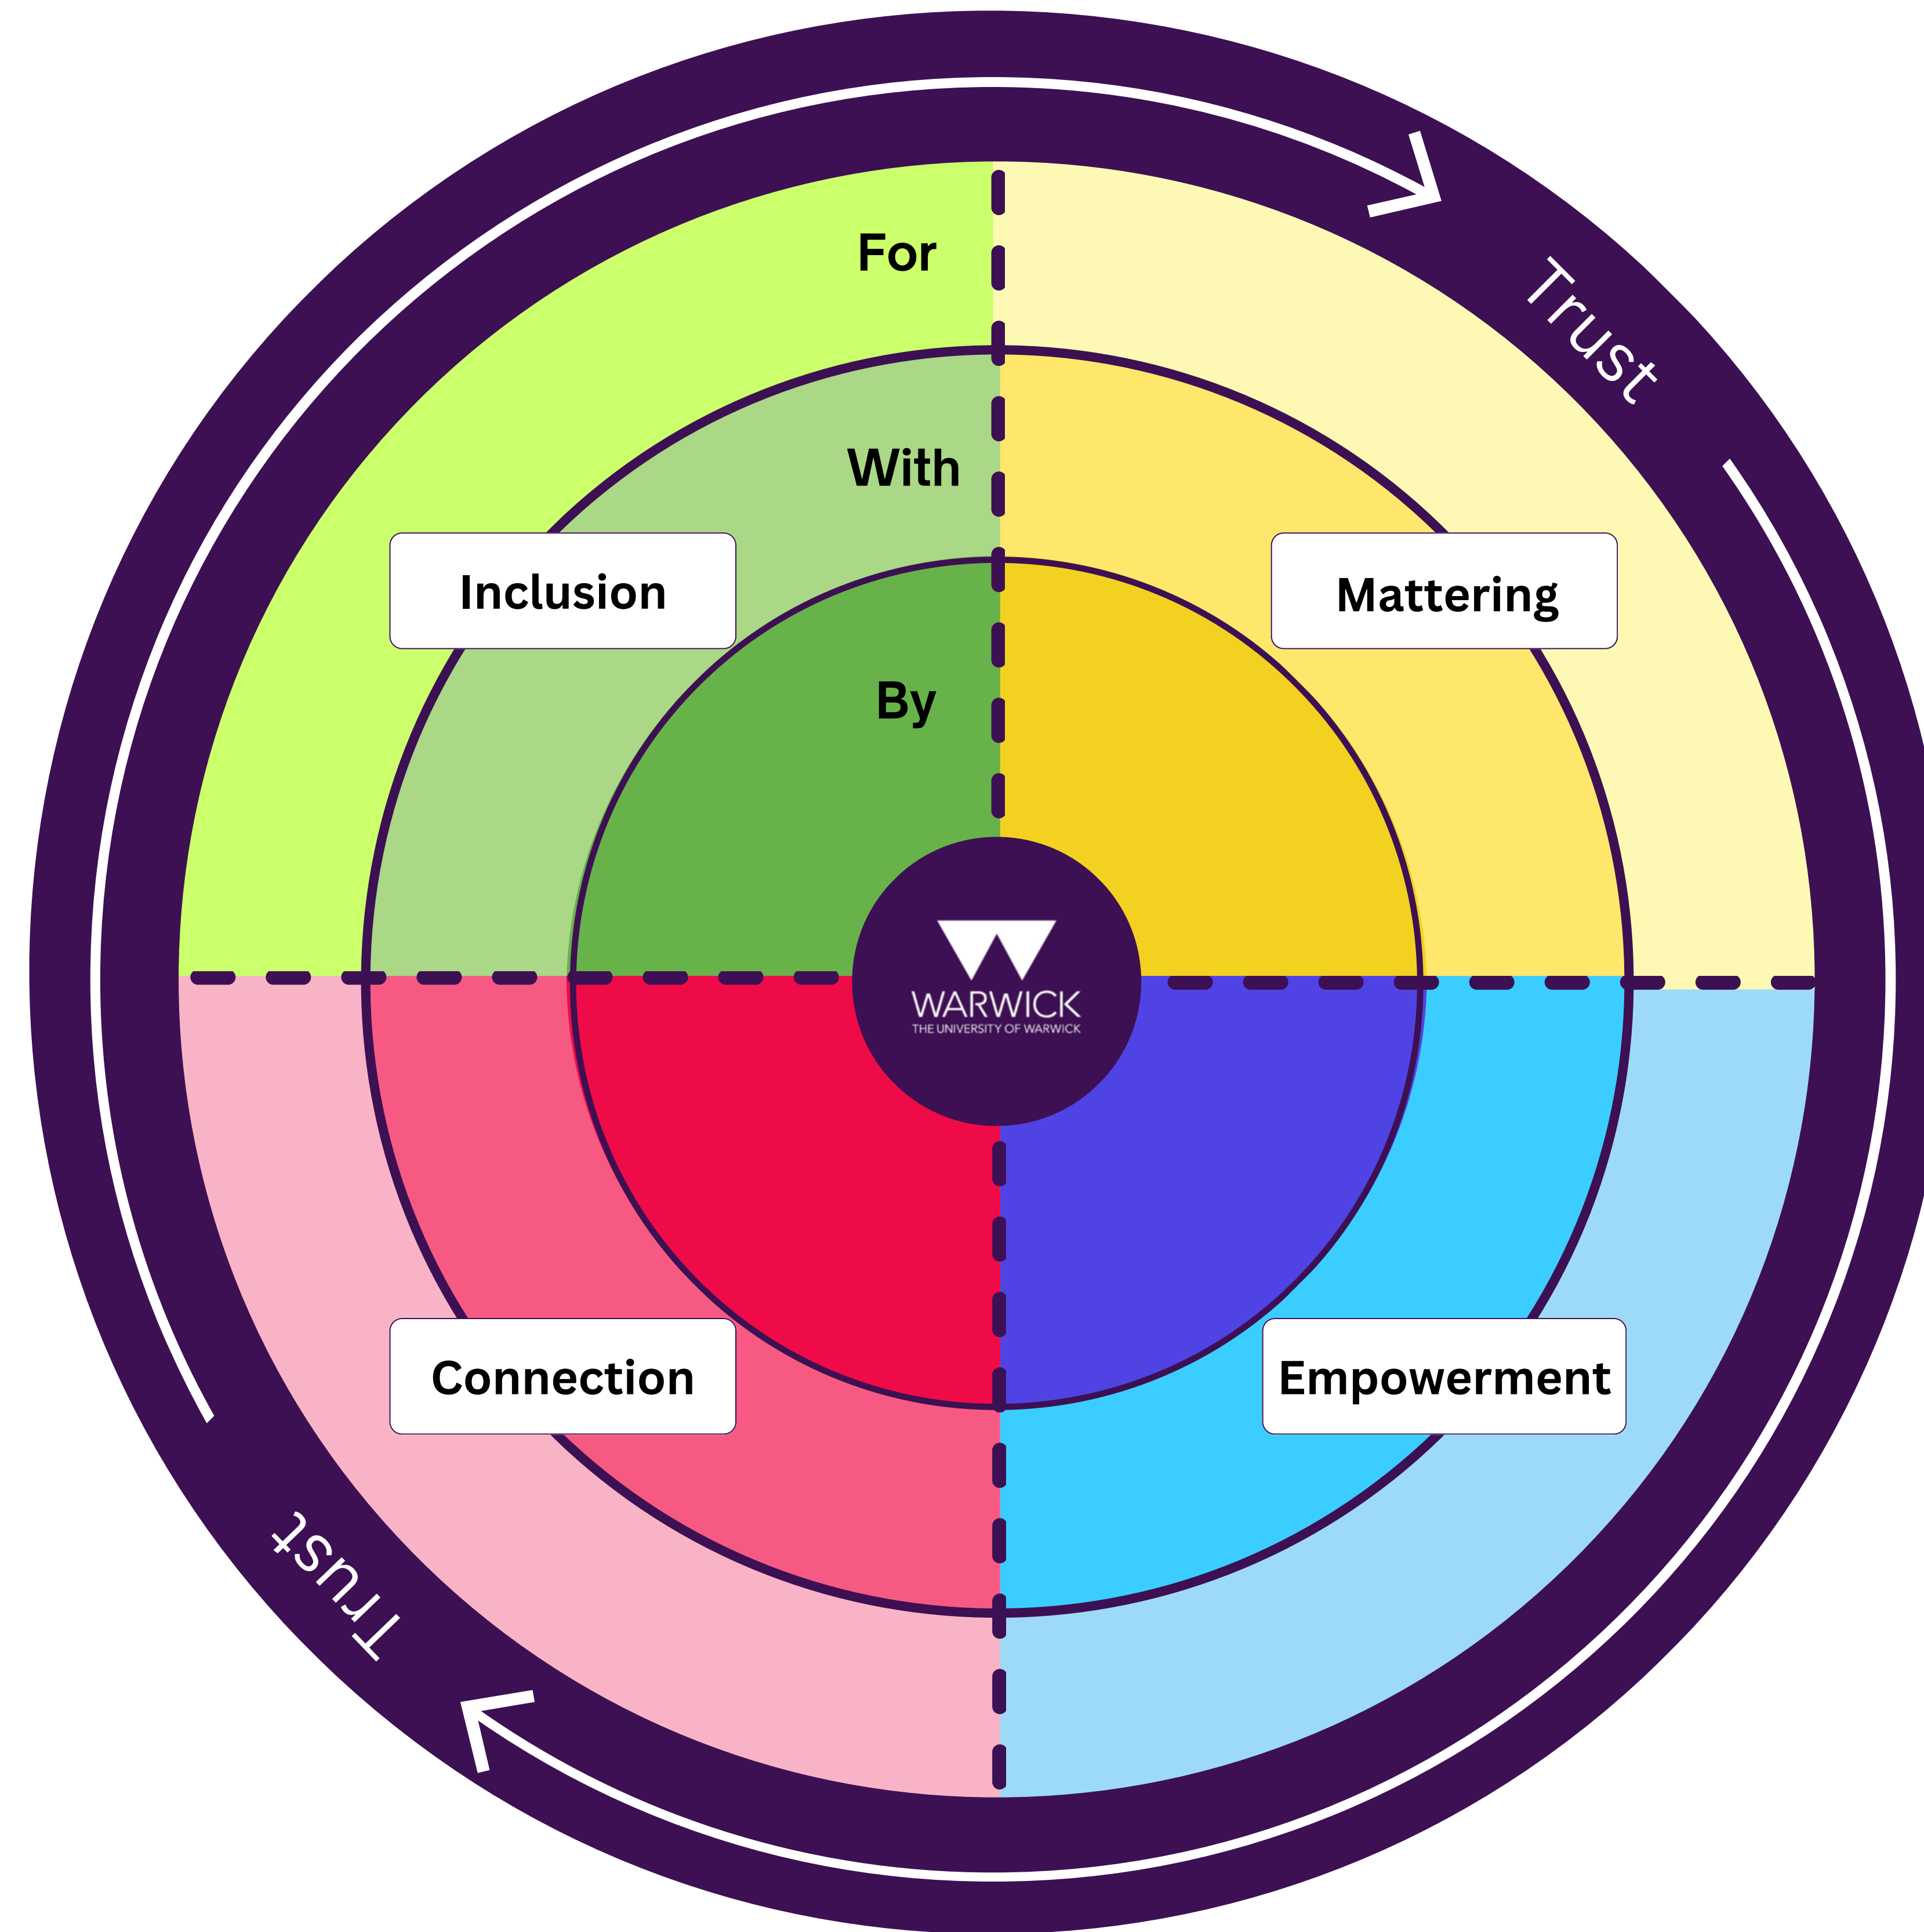 For
Trust
With
Inclusion
Mattering
By
WARWICK
THE UNIVERSITY OF WARWICK
Connection
Empowerment
Trust